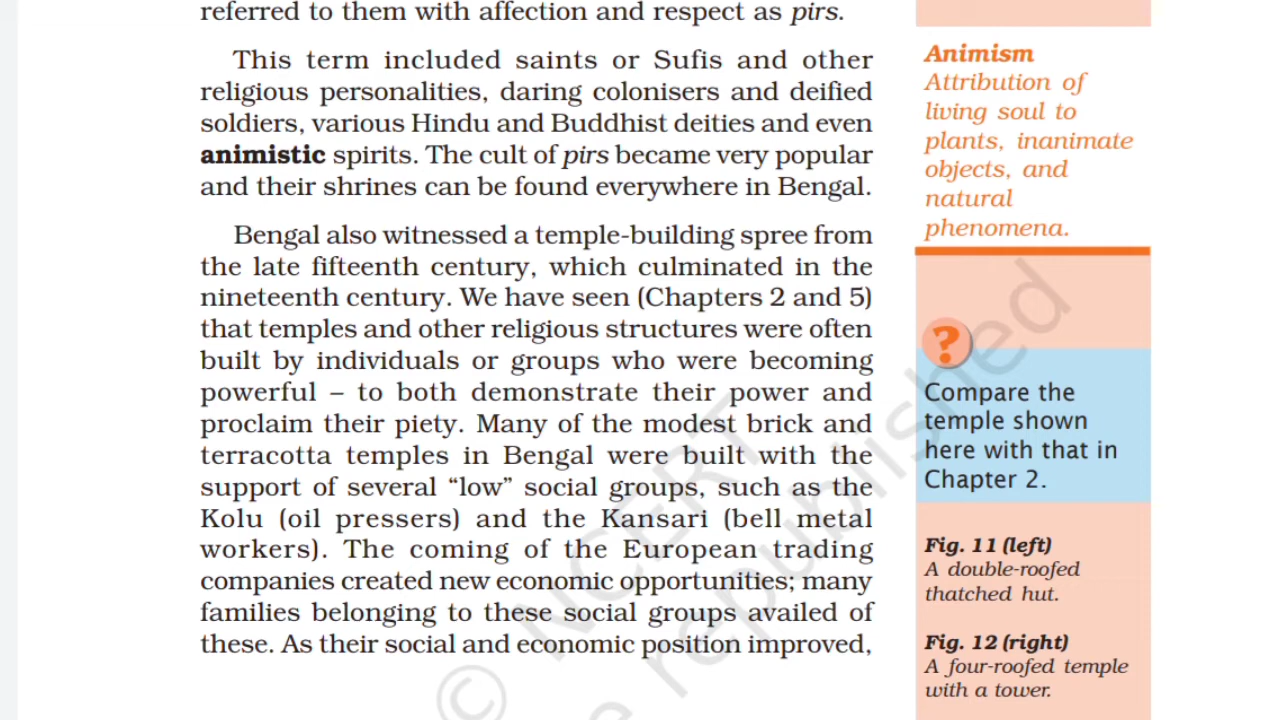 referred to them with affection and respect as pirs.
This term included saints or Sufis and other
religious personalities, daring colonisers and deified
soldiers, various Hindu and Buddhist deities and even
animistic spirits. The cult of pirs became very popular
and their shrines can be found everywhere in Bengal.
Bengal also witnessed a temple-building spree from
the late fifteenth century, which culminated in the
nineteenth century. We have seen (Chapters 2 and 5)
that temples and other religious structures were often
built by individuals or groups who were becoming
powerful – to both demonstrate their power and
proclaim their piety. Many of the modest brick and
terracotta temples in Bengal were built with the
support of several “low” social groups, such as the
Kolu (oil pressers) and the Kansari (bell metal
workers). The coming of the European trading
companies created new economic opportunities; many
families belonging to these social groups availed of
these. As their social and economic position improved,
Animism
Attribution of
living soul to
plants, inanimate
objects, and
natural
phenomena.
?
Compare the
temple shown
here with that in
Chapter 2.
Fig. 11 (left)
A double-roofed
thatched hut.
Fig. 12 (right)
A four-roofed temple
with a tower.
© NCERT
e republished